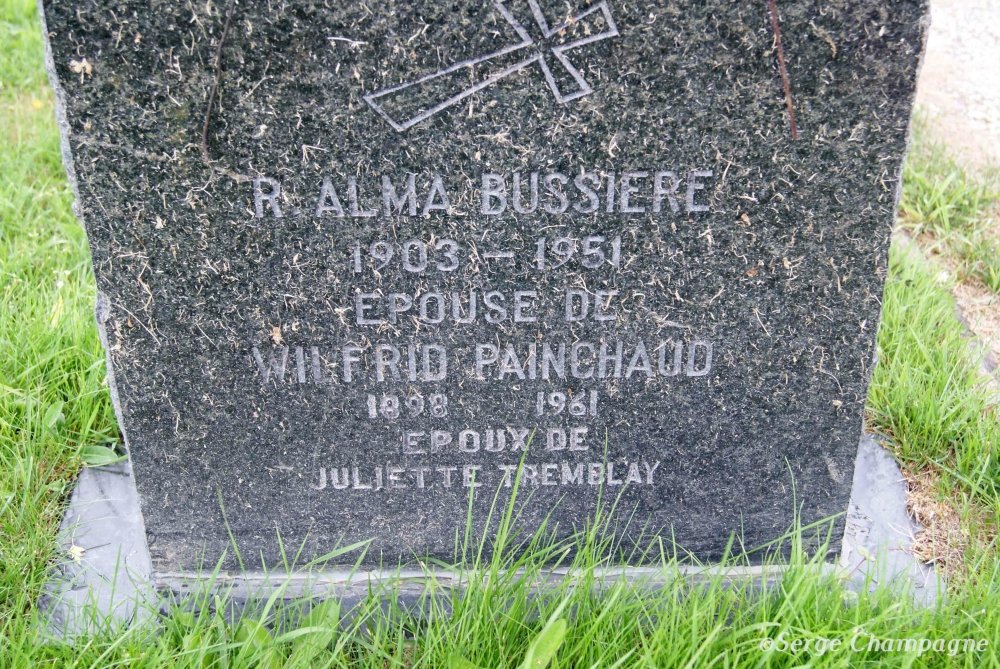 R. ALMA BUSSIERE
1903 — 1951
EPOUSE DE
WILFRID PAINCHAUD
1898 1961
EPOUX DE
JULIETTE TREMBLAY
©Serge Champagne